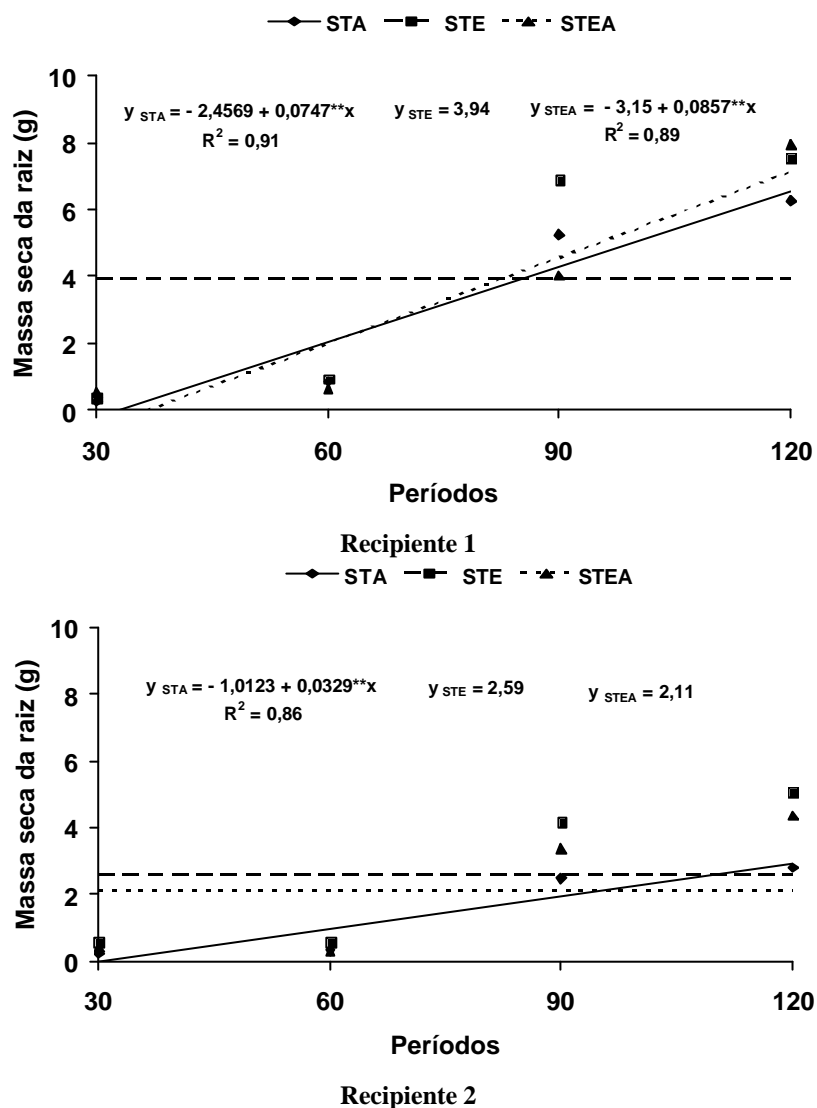 STA STE STEA
10
8
6
4
2
0
Massa seca da raiz (g)
y STA = - 2,4569 + 0,0747**x
R² = 0,91
y STE = 3,94
y STEA = - 3,15 + 0,0857**x
R² = 0,89
30 60 90 120
Períodos
Recipiente 1
STA STE STEA
10
8
6
4
2
0
Massa seca da raiz (g)
y STA = - 1,0123 + 0,0329**x
R² = 0,86
y STE = 2,59
y STEA = 2,11
30 60 90 120
Períodos
Recipiente 2